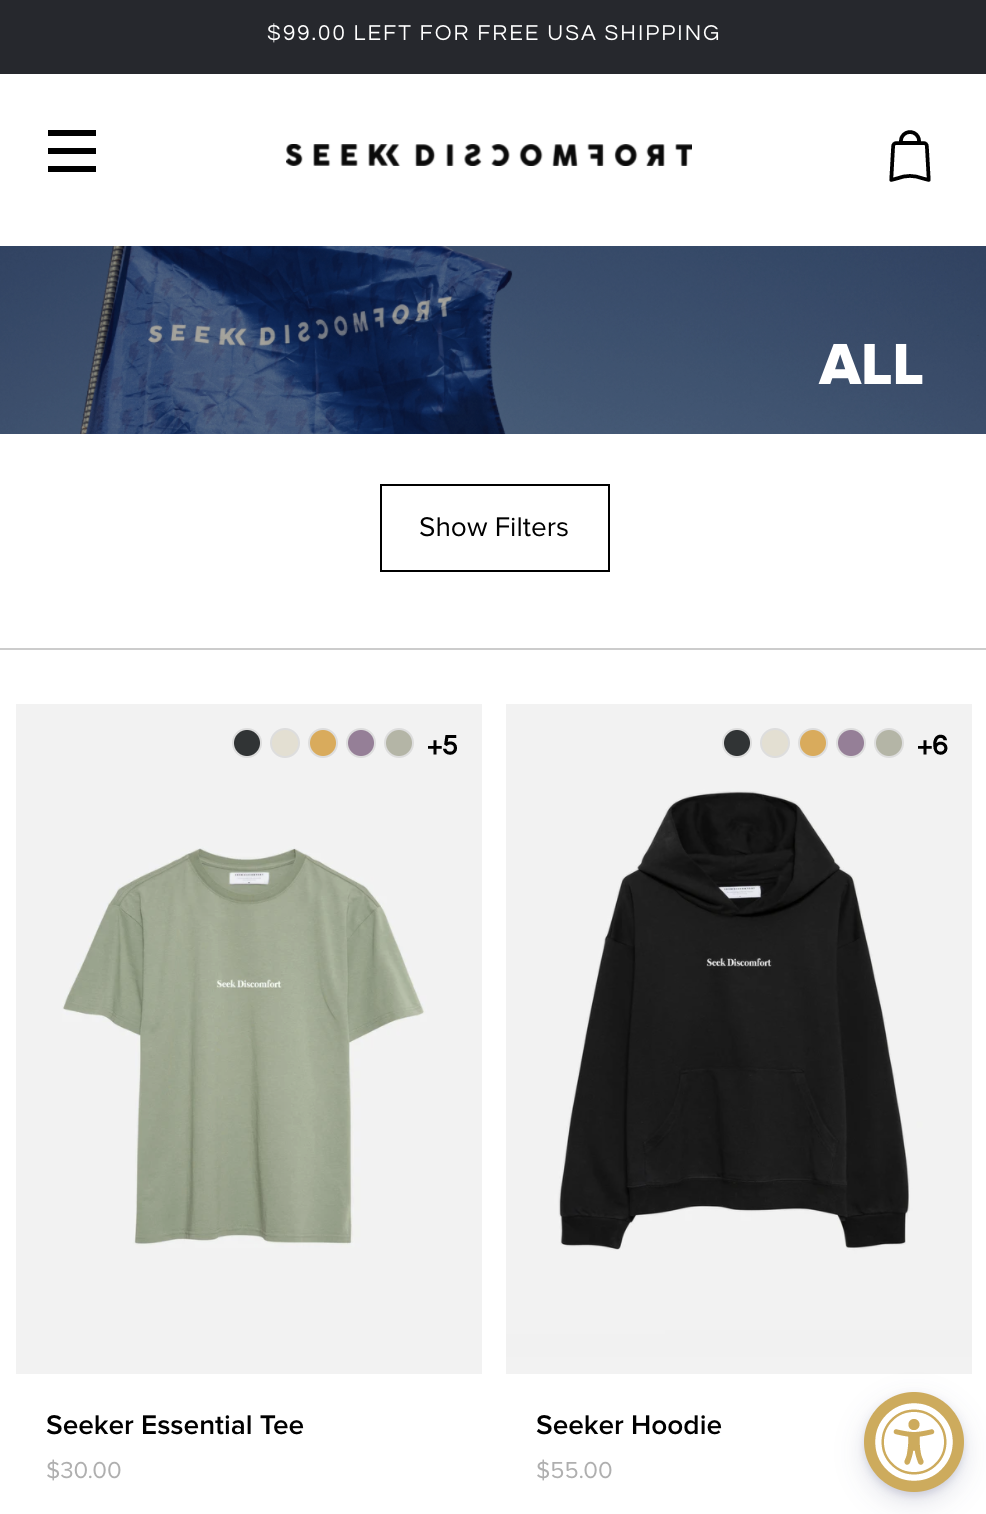 $99.00 LEFT FOR FREE USA SHIPPING
SEEK DISCOMFORT
SEEK DISCOMFORT
ALL
Show Filters
+5
+6
Seek Discomfort
Seek Discomfort
Seeker Essential Tee
Seeker Hoodie
$30.00
$55.00